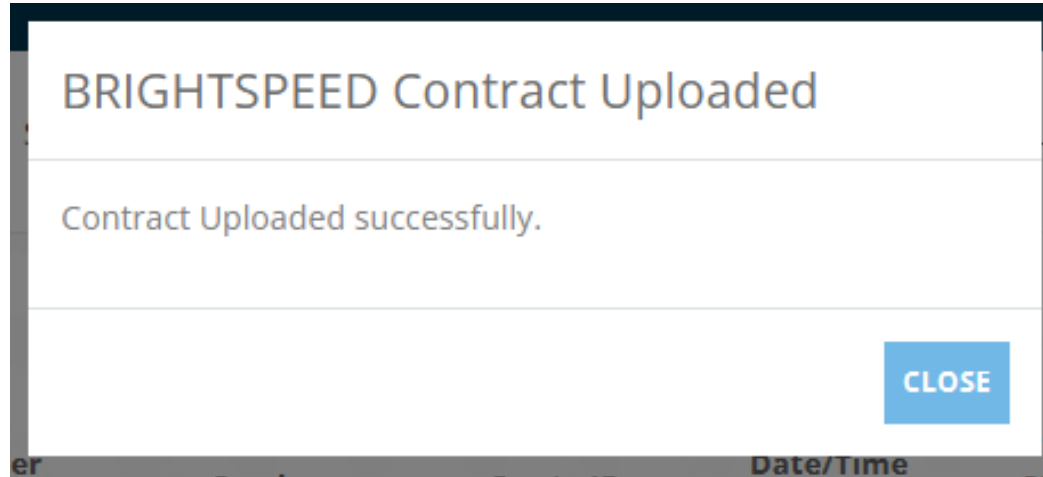 BRIGHTSPEED Contract Uploaded
Contract Uploaded successfully.
CLOSE
er
Date/Time